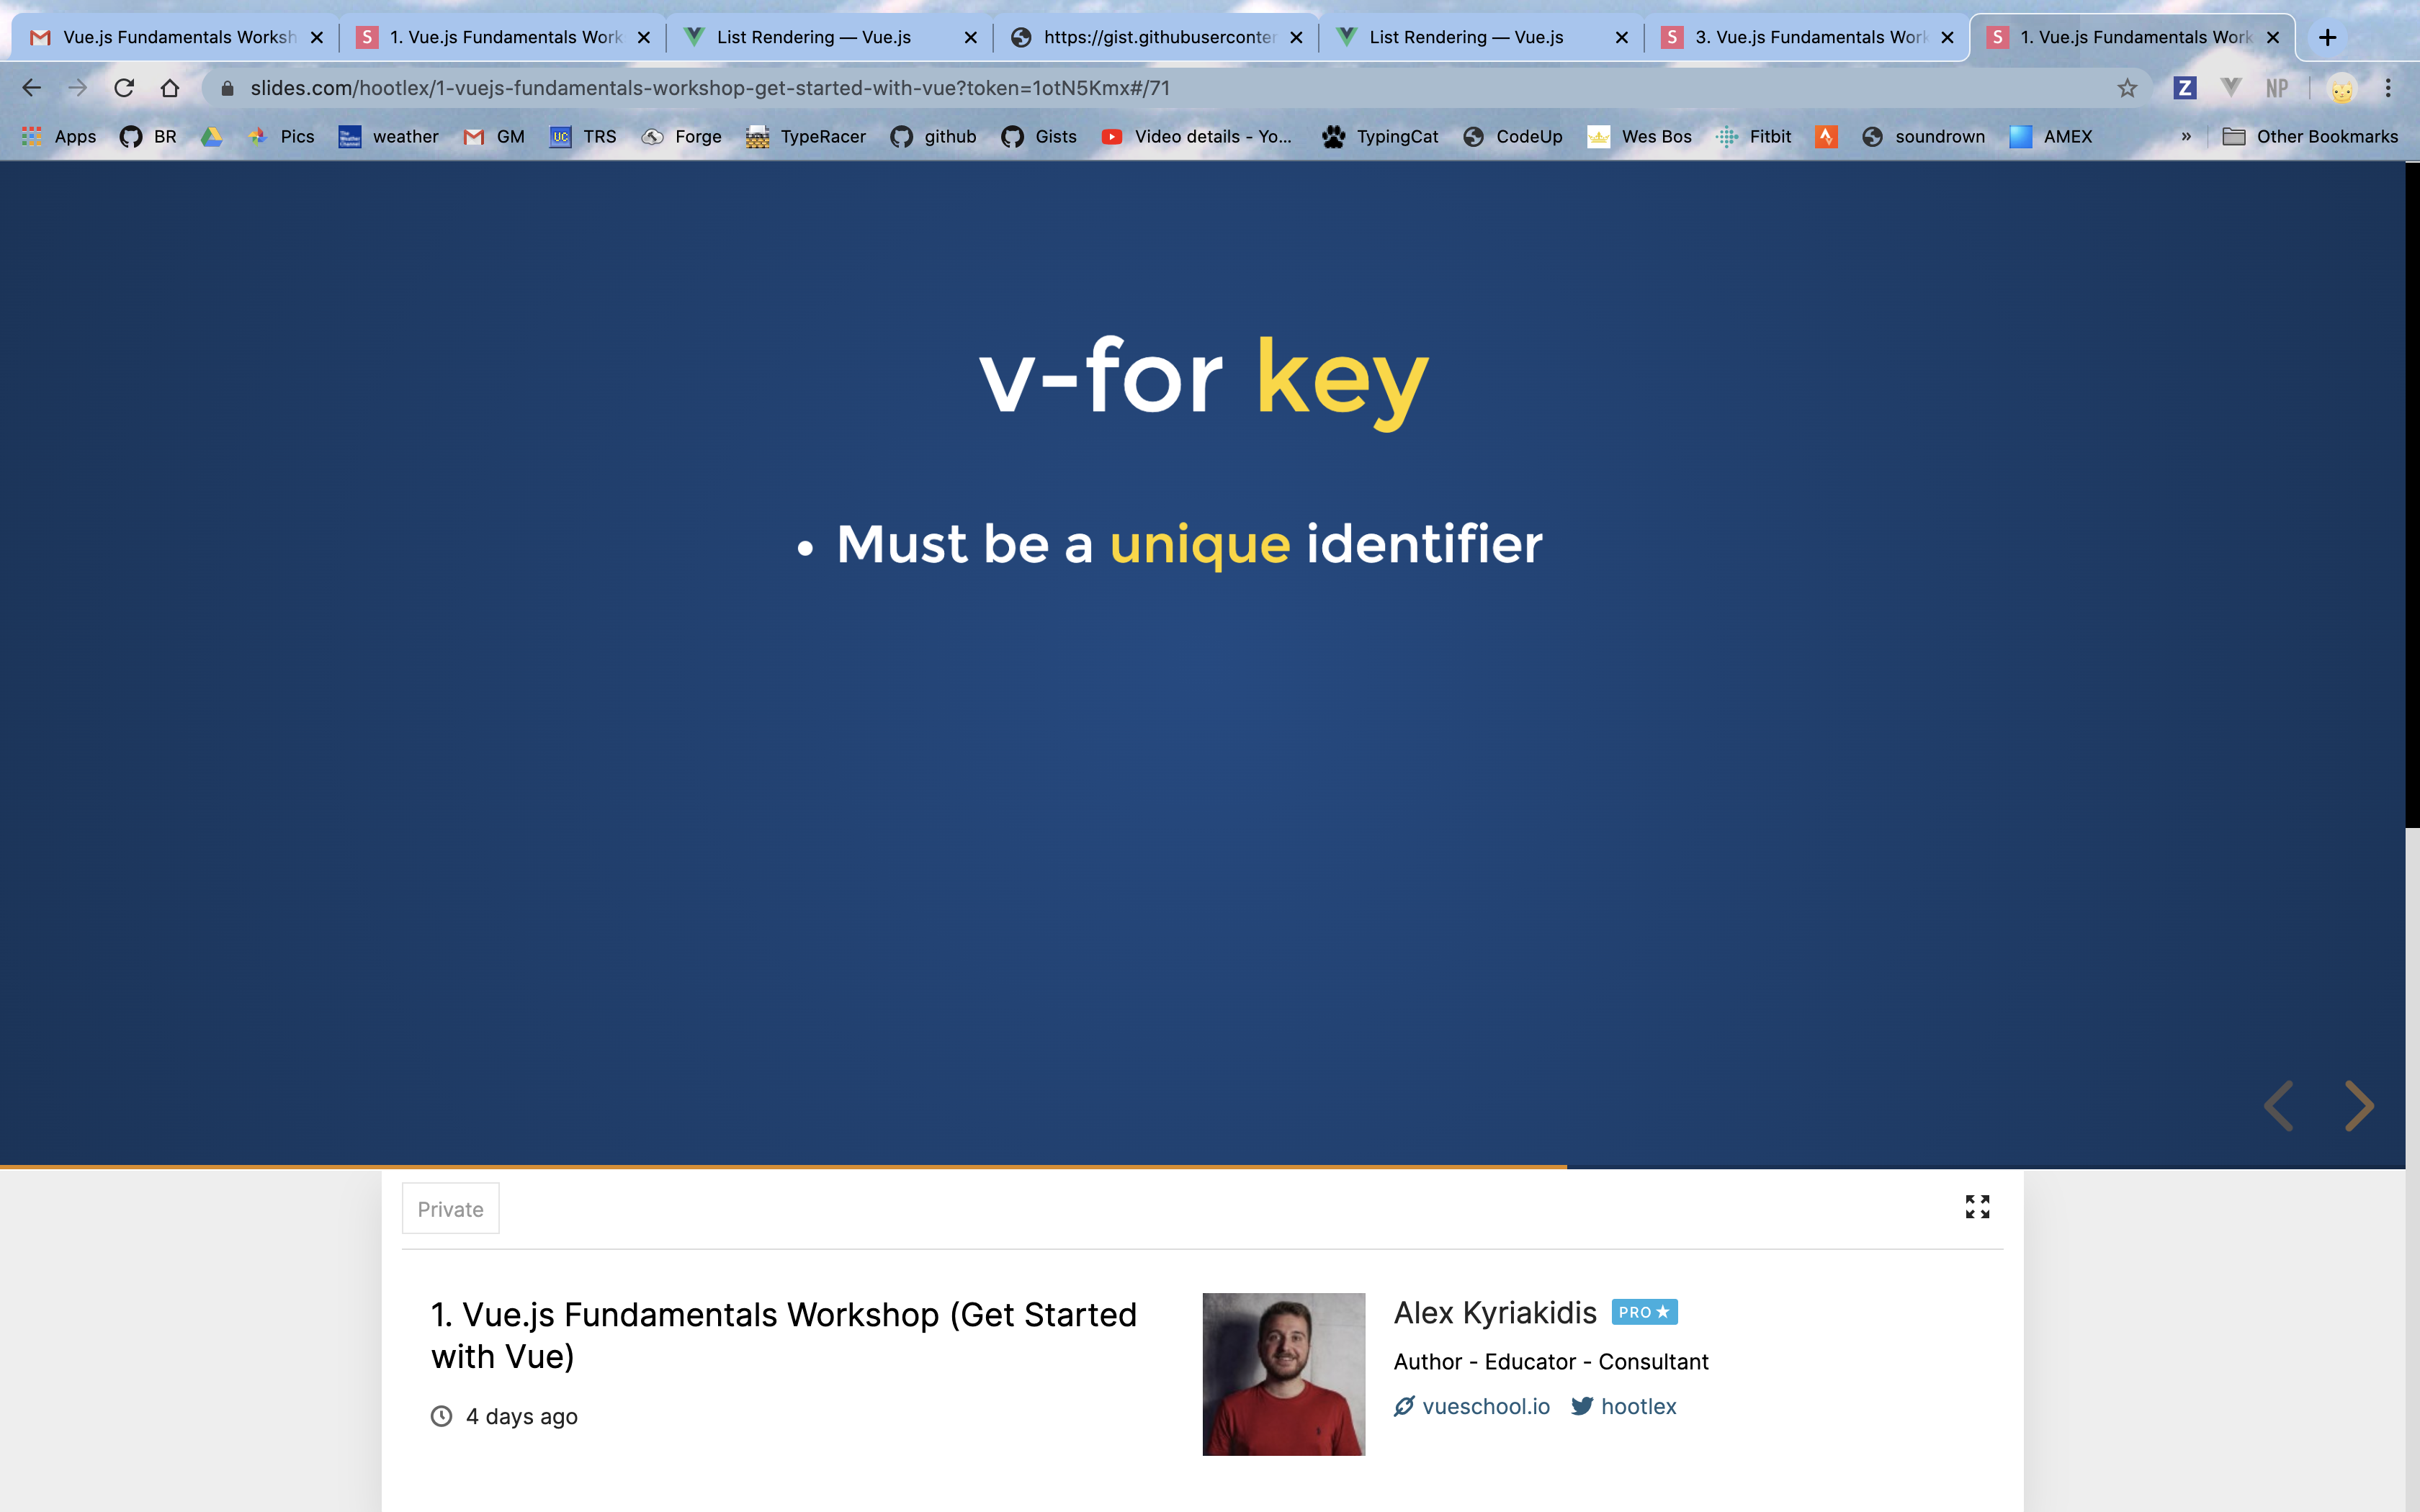 Vue.js Fundamentals Worksh
S 1. Vue.js Fundamentals Work
List Rendering — Vue.js
https://gist.githubuserconter
List Rendering — Vue.js
S 3. Vue.js Fundamentals Work
S 1. Vue.js Fundamentals Work
slides.com/hootlex/1-vuejs-fundamentals-workshop-get-started-with-vue?token=1otN5Kmx#/71
Z NP
Apps BR Pics weather GM UC TRS Forge TypeRacer github Gists Video details - Yo... TypingCat CodeUp Wes Bos Fitbit soundrown AMEX » Other Bookmarks
v-for key
• Must be a unique identifier
Private
1. Vue.js Fundamentals Workshop (Get Started
with Vue)
4 days ago
Alex Kyriakidis PRO
Author - Educator - Consultant
vueschool.io hootlex